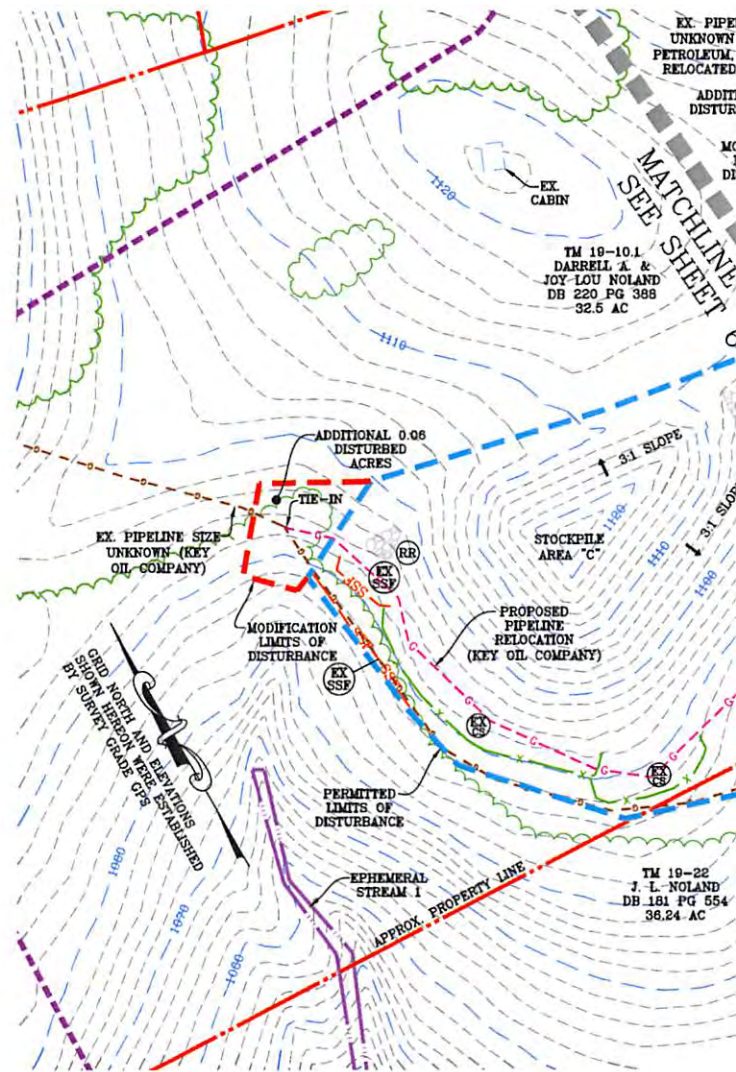 EX. PIPE
UNKNOWN
PETROLEUM,
RELOCATED
ADDIT
DISTUR
MATCHLINE
SEE SHEET
1120
EX.
CABIN
TM 19-10.1
DARRELL A. &
JOY LOU NOLAND
DB 220 PG 388
32.5 AC
1110
ADDITIONAL 0.06
DISTURBED
ACRES
TIE-IN
3:1 SLOPE
EX. PIPELINE SIZE
UNKNOWN (KEY
OIL COMPANY)
RR
EX
SSF
STOCKPILE
AREA "C"
1120
1110
1100
3:1 SLOPE
SSF
MODIFICATION
LIMITS OF
DISTURBANCE
PROPOSED
PIPELINE
RELOCATION
(KEY OIL COMPANY)
EX
SSF
EX
CS
EX
CS
GRID NORTH AND ELEVATIONS
SHOWN HEREON WERE ESTABLISHED
BY SURVEY GRADE GPS
PERMITTED
LIMITS OF
DISTURBANCE
1080
1070
1060
EPHEMERAL
STREAM 1
APPROX. PROPERTY LINE
TM 19-22
J. L. NOLAND
DB 181 PG 554
36.24 AC